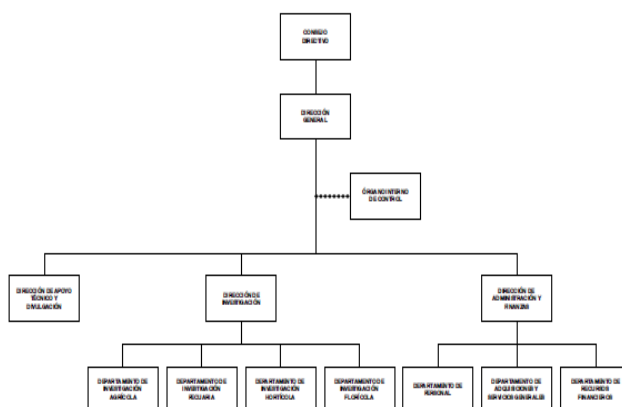 CONSEJO
DIRECTIVO
DIRECCIÓN
GENERAL
ÓRGANO INTERNO
DE CONTROL
DIRECCIÓN DE APOYO
TÉCNICO Y
DIVULGACIÓN
DIRECCIÓN DE
INVESTIGACIÓN
DIRECCIÓN DE
ADMINISTRACIÓN Y
FINANZAS
DEPARTAMENTO DE
INVESTIGACIÓN
AGRÍCOLA
DEPARTAMENTO DE
INVESTIGACIÓN
PECUARIA
DEPARTAMENTO DE
INVESTIGACIÓN
HORTÍCOLA
DEPARTAMENTO DE
INVESTIGACIÓN
FLORÍCOLA
DEPARTAMENTO DE
PERSONAL
DEPARTAMENTO DE
ADQUISICIONES Y
SERVICIOS GENERALES
DEPARTAMENTO DE
RECURSOS
FINANCIEROS